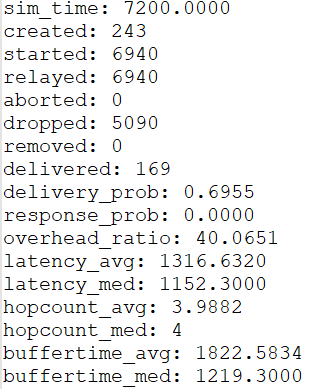 sim_time: 7200.0000
created: 243
started: 6940
relayed: 6940
aborted: 0
dropped: 5090
removed: 0
delivered: 169
delivery_prob: 0.6955
response_prob: 0.0000
overhead_ratio: 40.0651
latency_avg: 1316.6320
latency_med: 1152.3000
hopcount_avg: 3.9882
hopcount_med: 4
buffertime_avg: 1822.5834
buffertime_med: 1219.3000